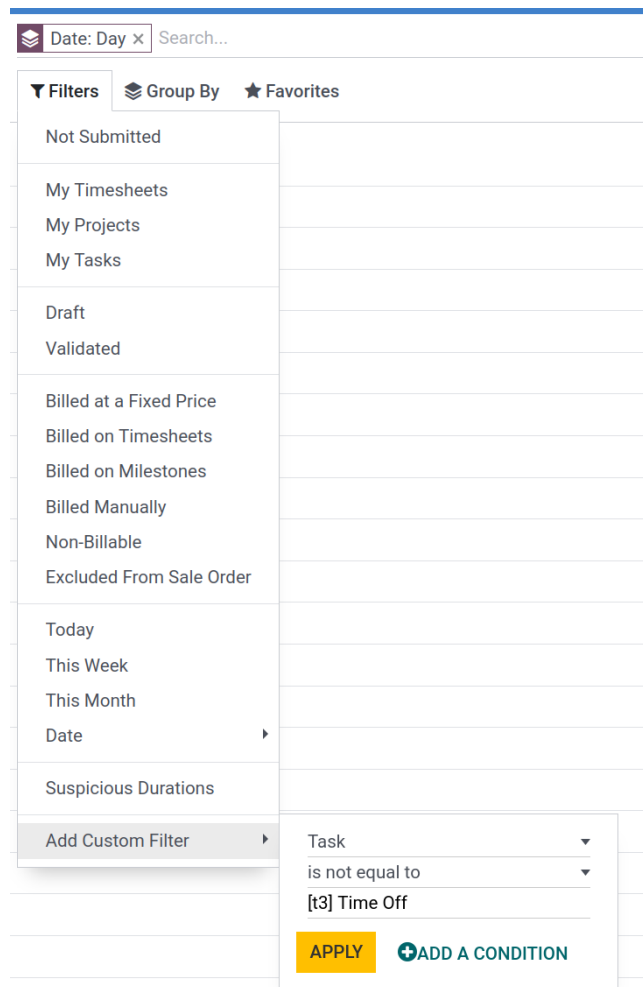 Date: Day × Search...
Filters Group By Favorites
Not Submitted
My Timesheets
My Projects
My Tasks
Draft
Validated
Billed at a Fixed Price
Billed on Timesheets
Billed on Milestones
Billed Manually
Non-Billable
Excluded From Sale Order
Today
This Week
This Month
Date
Suspicious Durations
Add Custom Filter
Task
is not equal to
[t3] Time Off
APPLY ADD A CONDITION